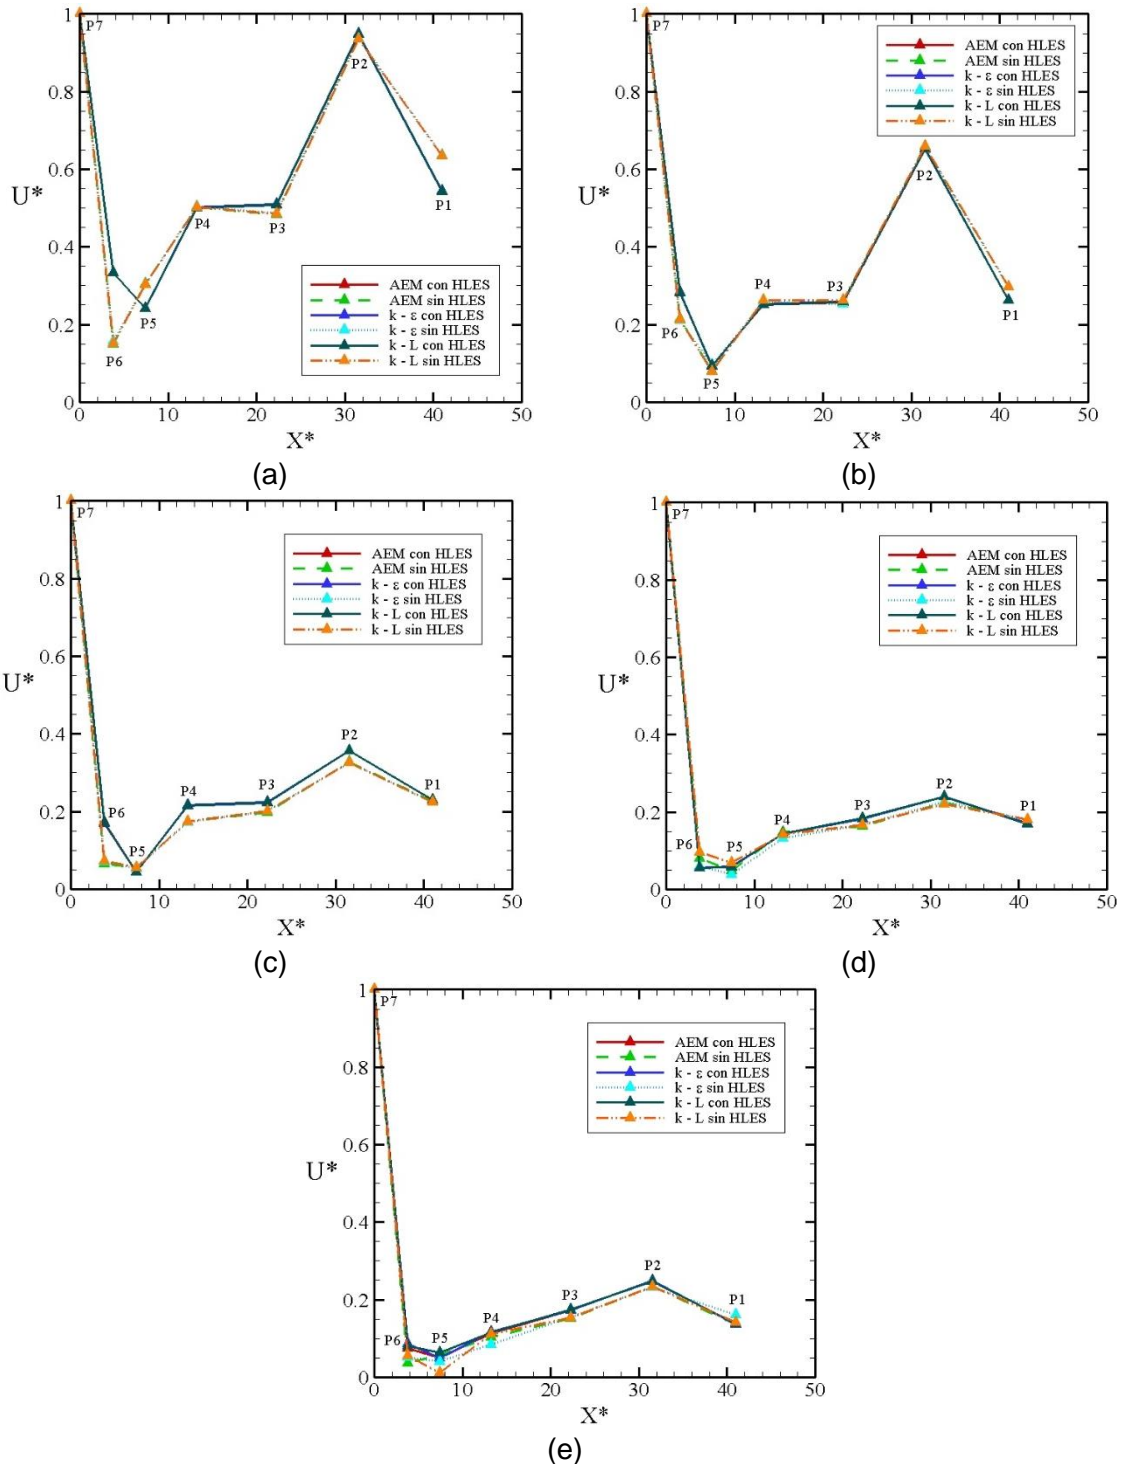 1
0.8
0.6
0.4
0.2
0
U*
0 10 20 30 40 50
X*
P7
P6
P5
P4
P3
P2
P1
AEM con HLES
AEM sin HLES
k - ε con HLES
k - ε sin HLES
k - L con HLES
k - L sin HLES
(a)
1
0.8
0.6
0.4
0.2
0
U*
0 10 20 30 40 50
X*
P7
P6
P5
P4
P3
P2
P1
AEM con HLES
AEM sin HLES
k - ε con HLES
k - ε sin HLES
k - L con HLES
k - L sin HLES
(b)
1
0.8
0.6
0.4
0.2
0
U*
0 10 20 30 40 50
X*
P7
P6
P5
P4
P3
P2
P1
AEM con HLES
AEM sin HLES
k - ε con HLES
k - ε sin HLES
k - L con HLES
k - L sin HLES
(c)
1
0.8
0.6
0.4
0.2
0
U*
0 10 20 30 40 50
X*
P7
P6
P5
P4
P3
P2
P1
AEM con HLES
AEM sin HLES
k - ε con HLES
k - ε sin HLES
k - L con HLES
k - L sin HLES
(d)
1
0.8
0.6
0.4
0.2
0
U*
0 10 20 30 40 50
X*
P7
P6
P5
P4
P3
P2
P1
AEM con HLES
AEM sin HLES
k - ε con HLES
k - ε sin HLES
k - L con HLES
k - L sin HLES
(e)